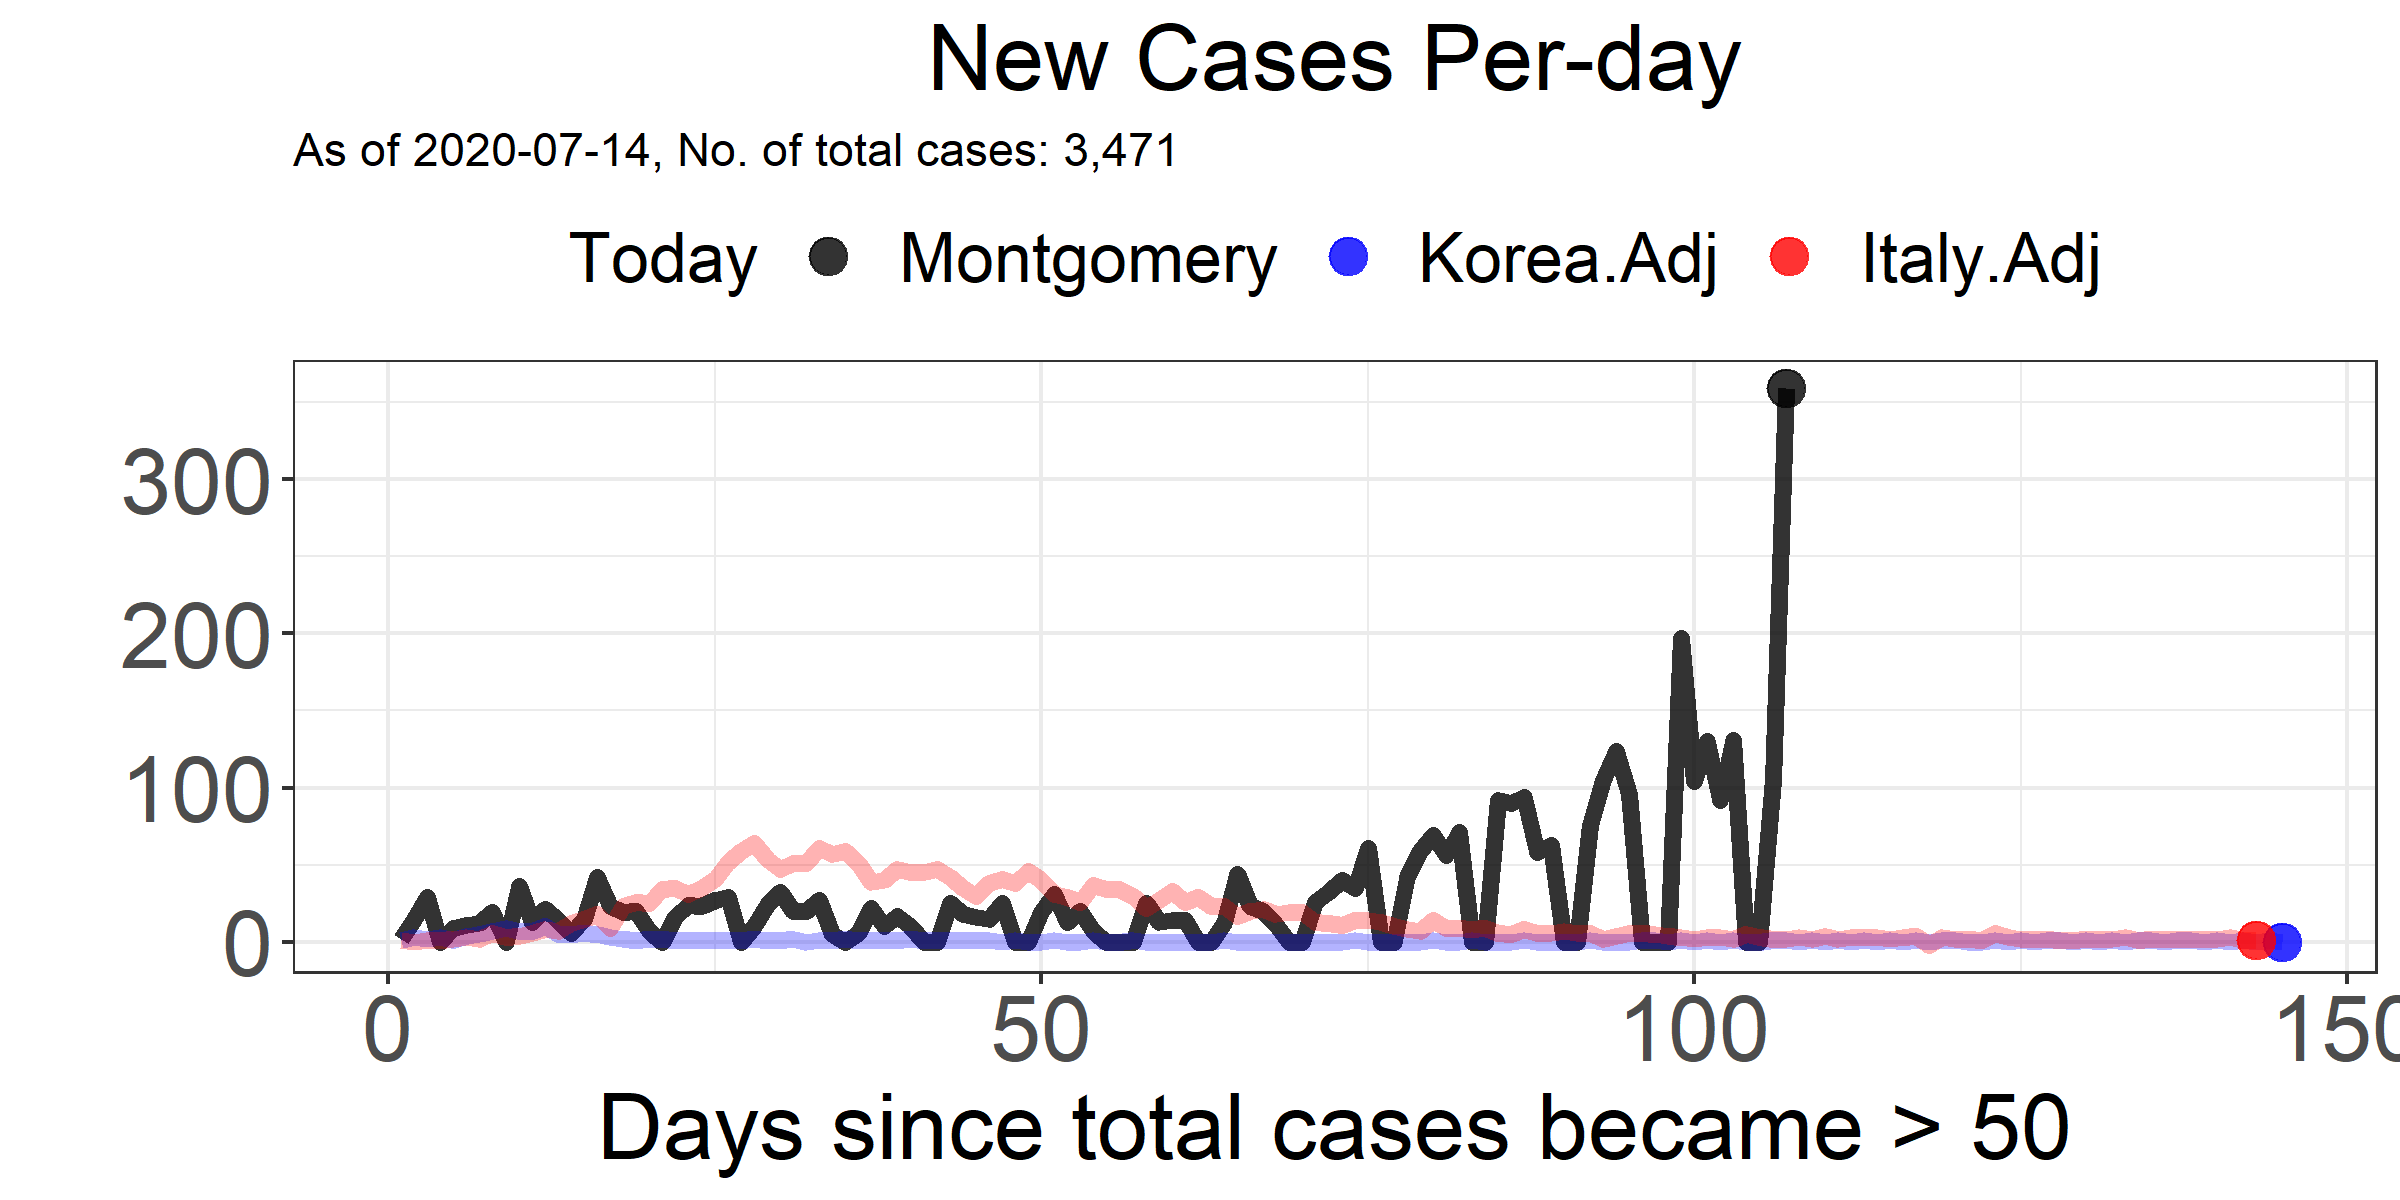 New Cases Per-day
As of 2020-07-14, No. of total cases: 3,471
Today Montgomery Korea.Adj Italy.Adj
300
200
100
0
0 50 100 150
Days since total cases became > 50